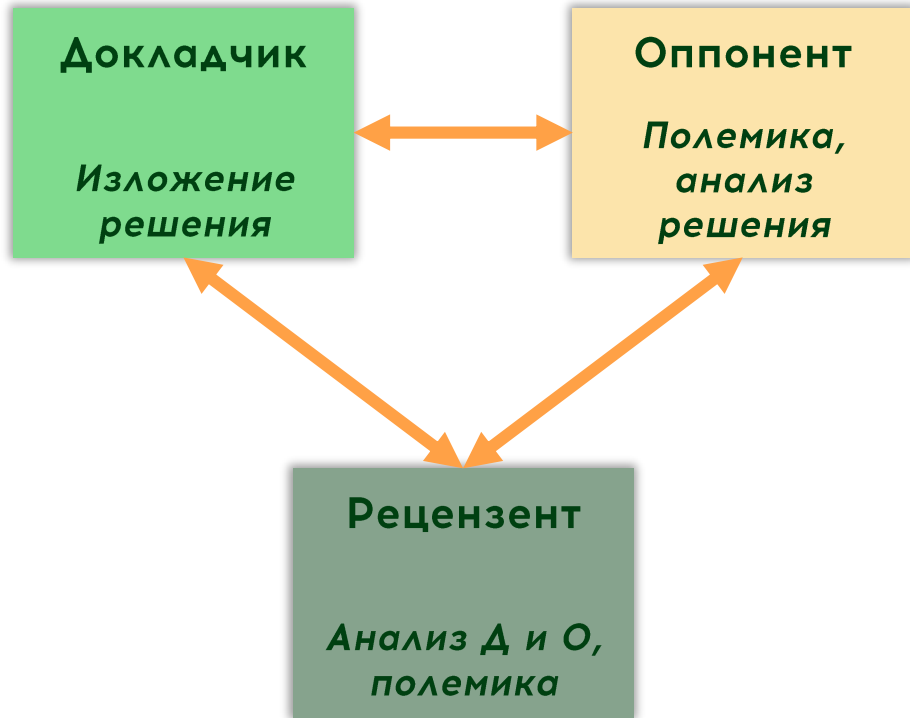 Докладчик
Изложение
решения
Оппонент
Полемика,
анализ
решения
Рецензент
Анализ Д и О,
полемика